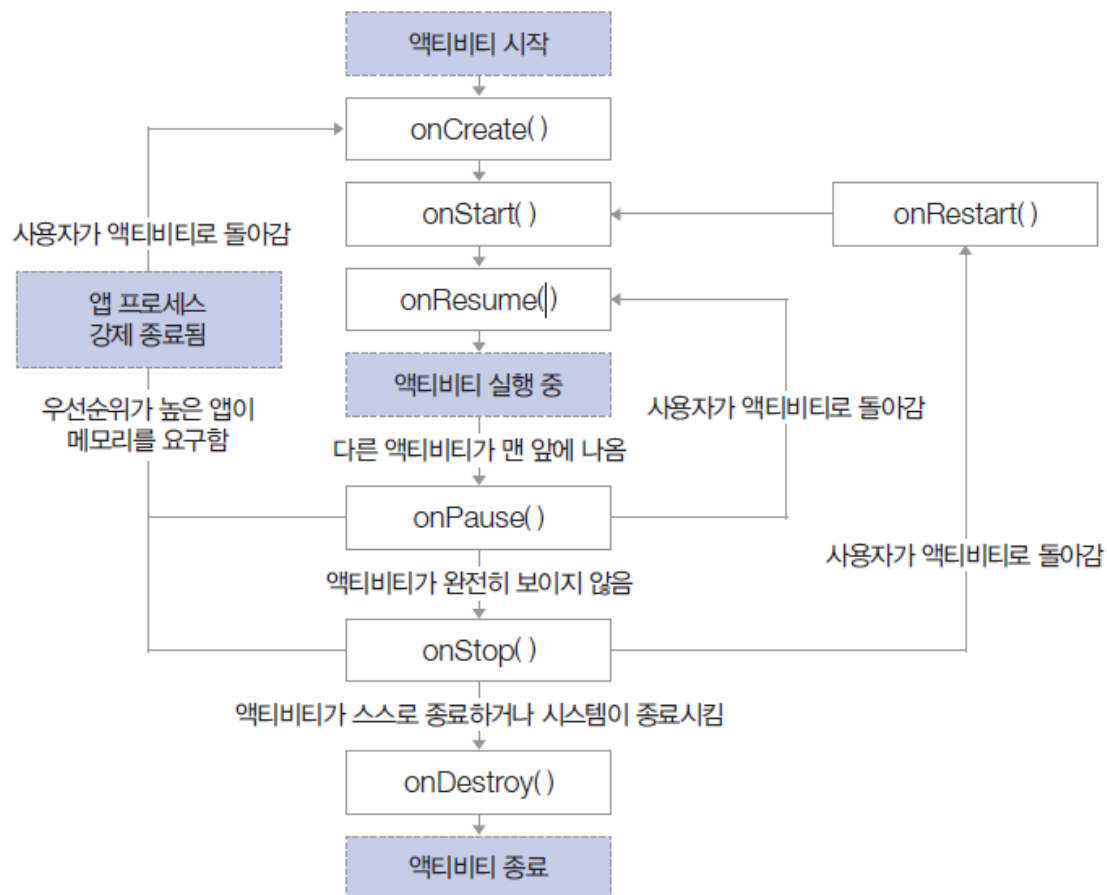 액티비티 시작
onCreate( )
onStart( )
onRestart( )
사용자가 액티비티로 돌아감
onResume( )
앱 프로세스
강제 종료됨
액티비티 실행 중
우선순위가 높은 앱이
메모리를 요구함
사용자가 액티비티로 돌아감
다른 액티비티가 맨 앞에 나옴
onPause( )
사용자가 액티비티로 돌아감
액티비티가 완전히 보이지 않음
onStop( )
액티비티가 스스로 종료하거나 시스템이 종료시킴
onDestroy( )
액티비티 종료